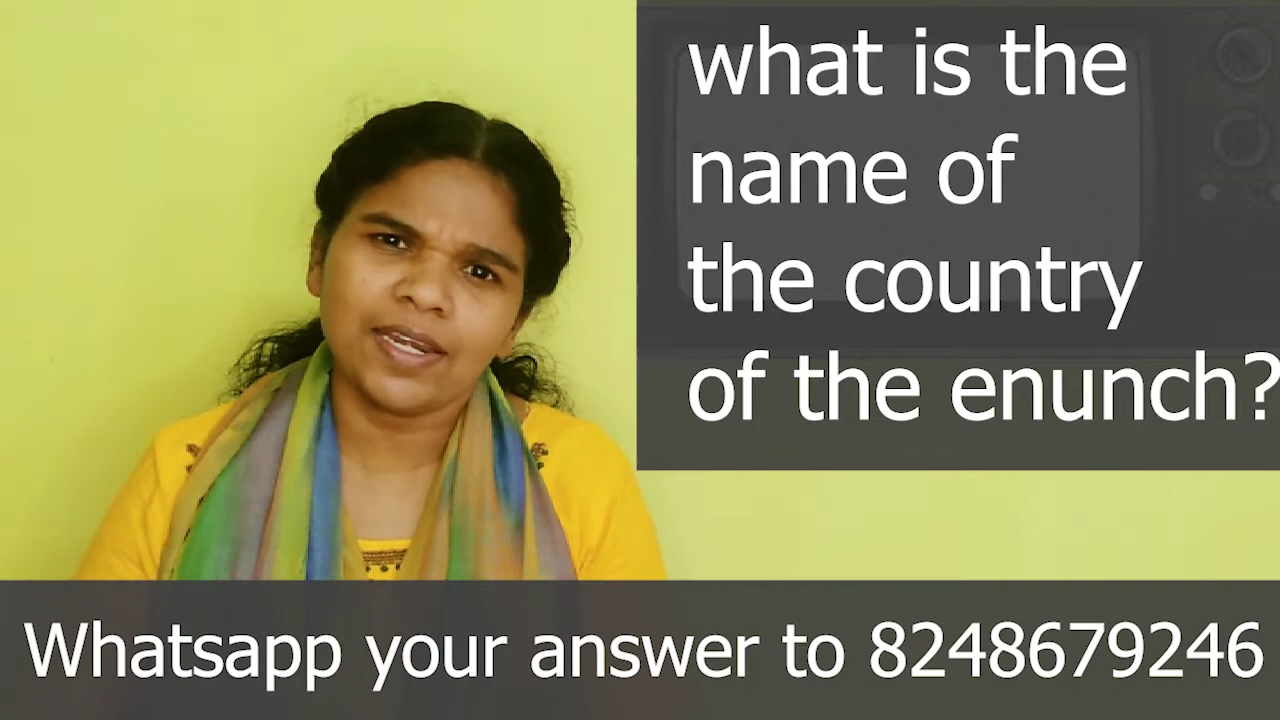 what is the
name of
the country
of the enunch?
Whatsapp your answer to 8248679246